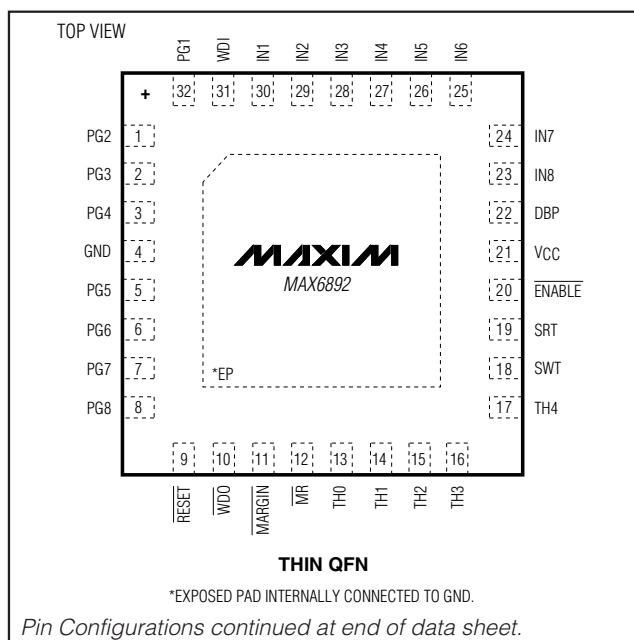 TOP VIEW
PG1 WDI IN1 IN2 IN3 IN4 IN5 IN6
+ 32 31 30 29 28 27 26 25
PG2 1 24 IN7
PG3 2 23 IN8
PG4 3 22 DBP
GND 4 21 VCC
MAXIM
MAX6892
PG5 5 20 ENABLE
PG6 6 19 SRT
PG7 7 18 SWT
*EP
PG8 8 17 TH4
9 10 11 12 13 14 15 16
RESET WDO MARGIN MR TH0 TH1 TH2 TH3
THIN QFN
*EXPOSED PAD INTERNALLY CONNECTED TO GND.
Pin Configurations continued at end of data sheet.